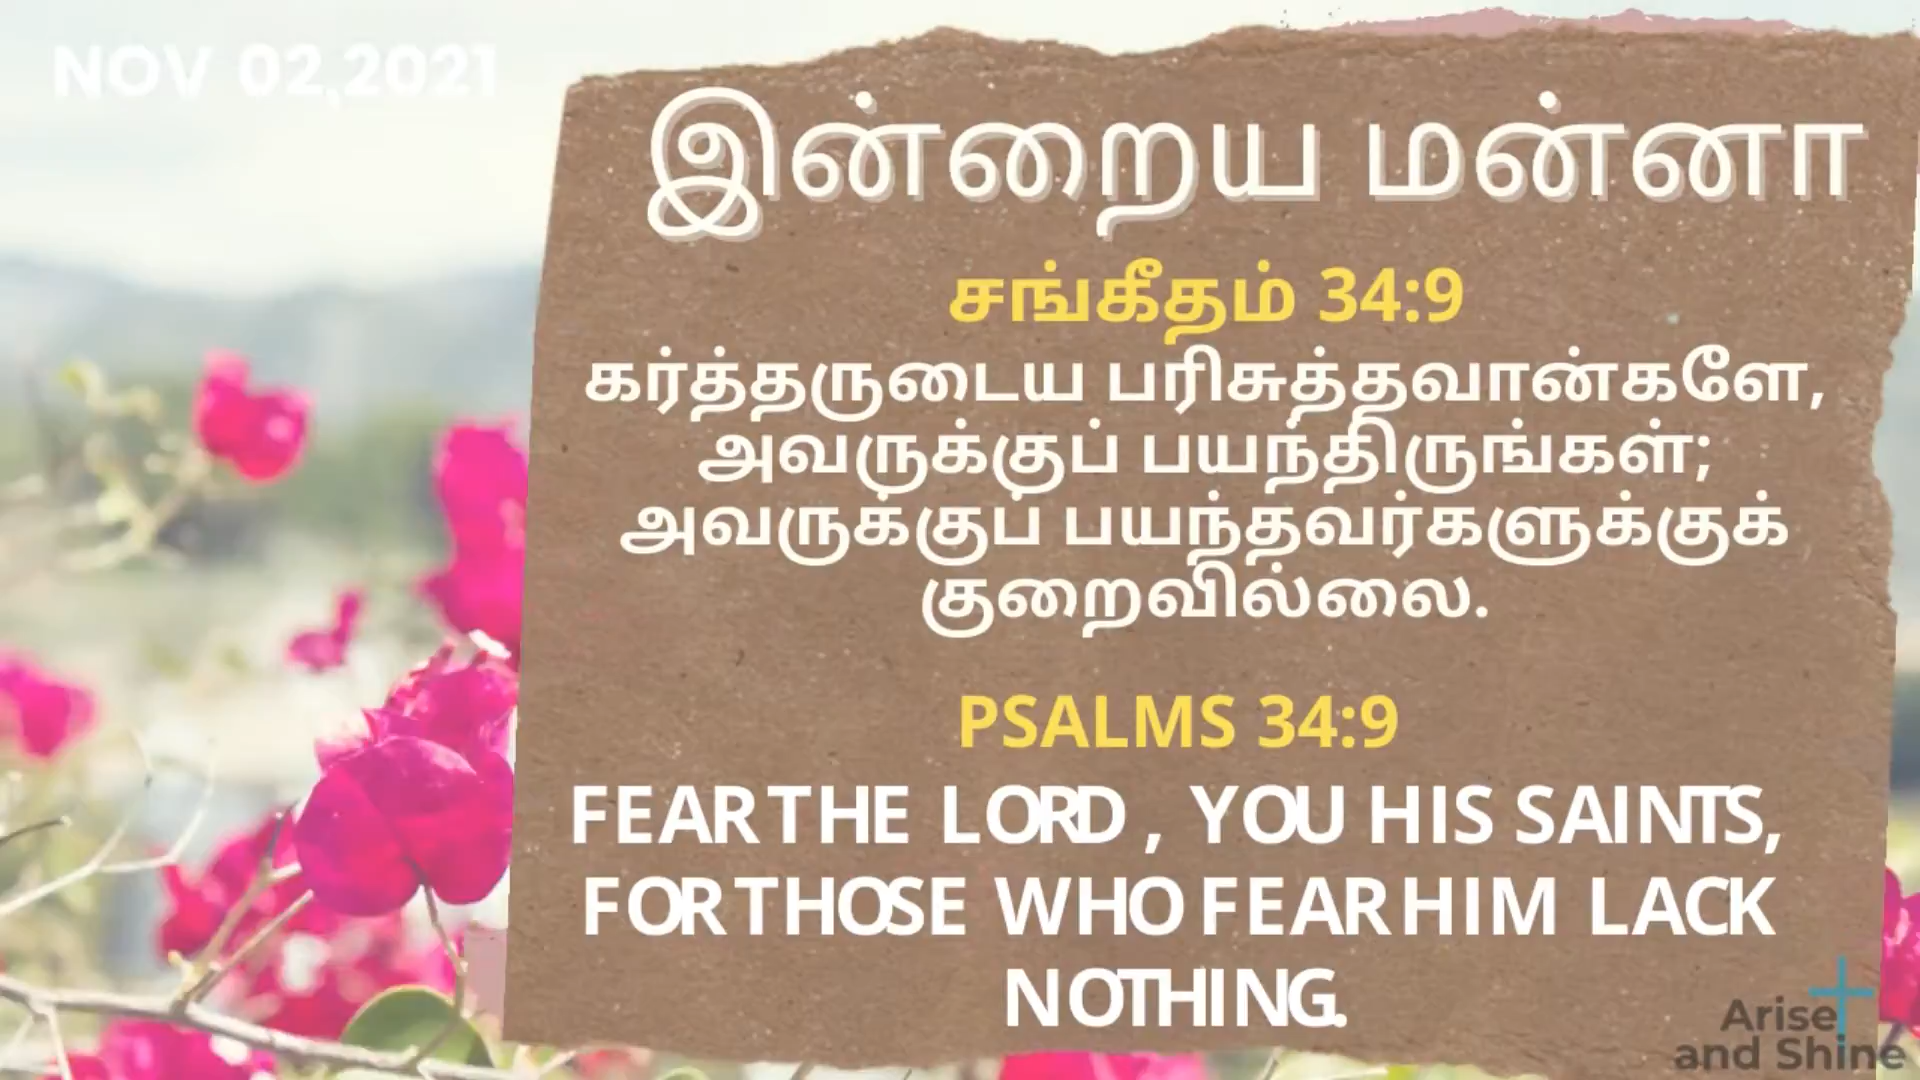 NOV 02,2021
இன்றைய மன்னா
சங்கீதம் 34:9
கர்த்தருடைய பரிசுத்தவான்களே,
அவருக்குப் பயந்திருங்கள்;
அவருக்குப் பயந்தவர்களுக்குக்
குறைவில்லை.
PSALMS 34:9
FEAR THE LORD , YOU HIS SAINTS,
FOR THOSE WHO FEAR HIM LACK
NOTHING.
Arise
and Shine